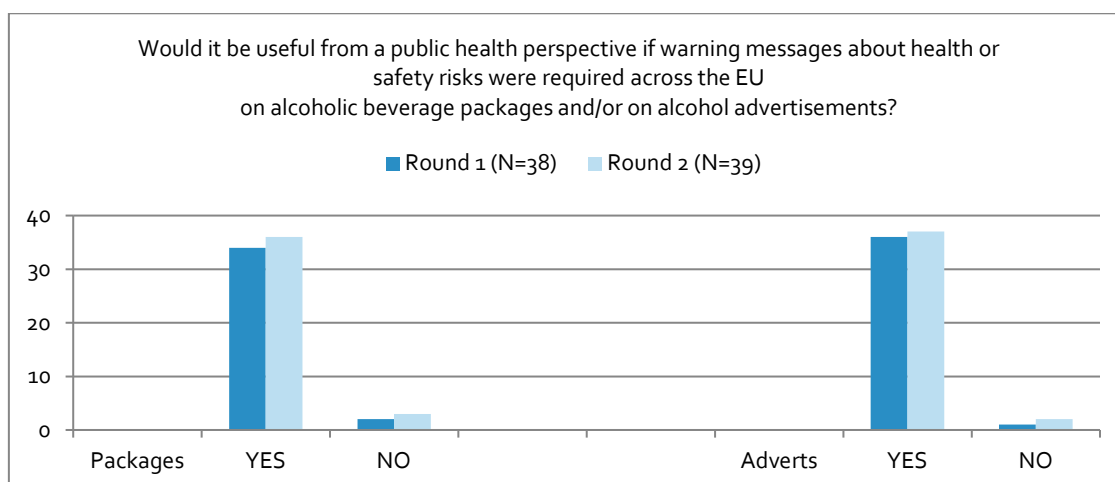 Would it be useful from a public health perspective if warning messages about health or
safety risks were required across the EU
on alcoholic beverage packages and/or on alcohol advertisements?
Round 1 (N=38) Round 2 (N=39)
40
30
20
10
0
Packages YES NO Adverts YES NO